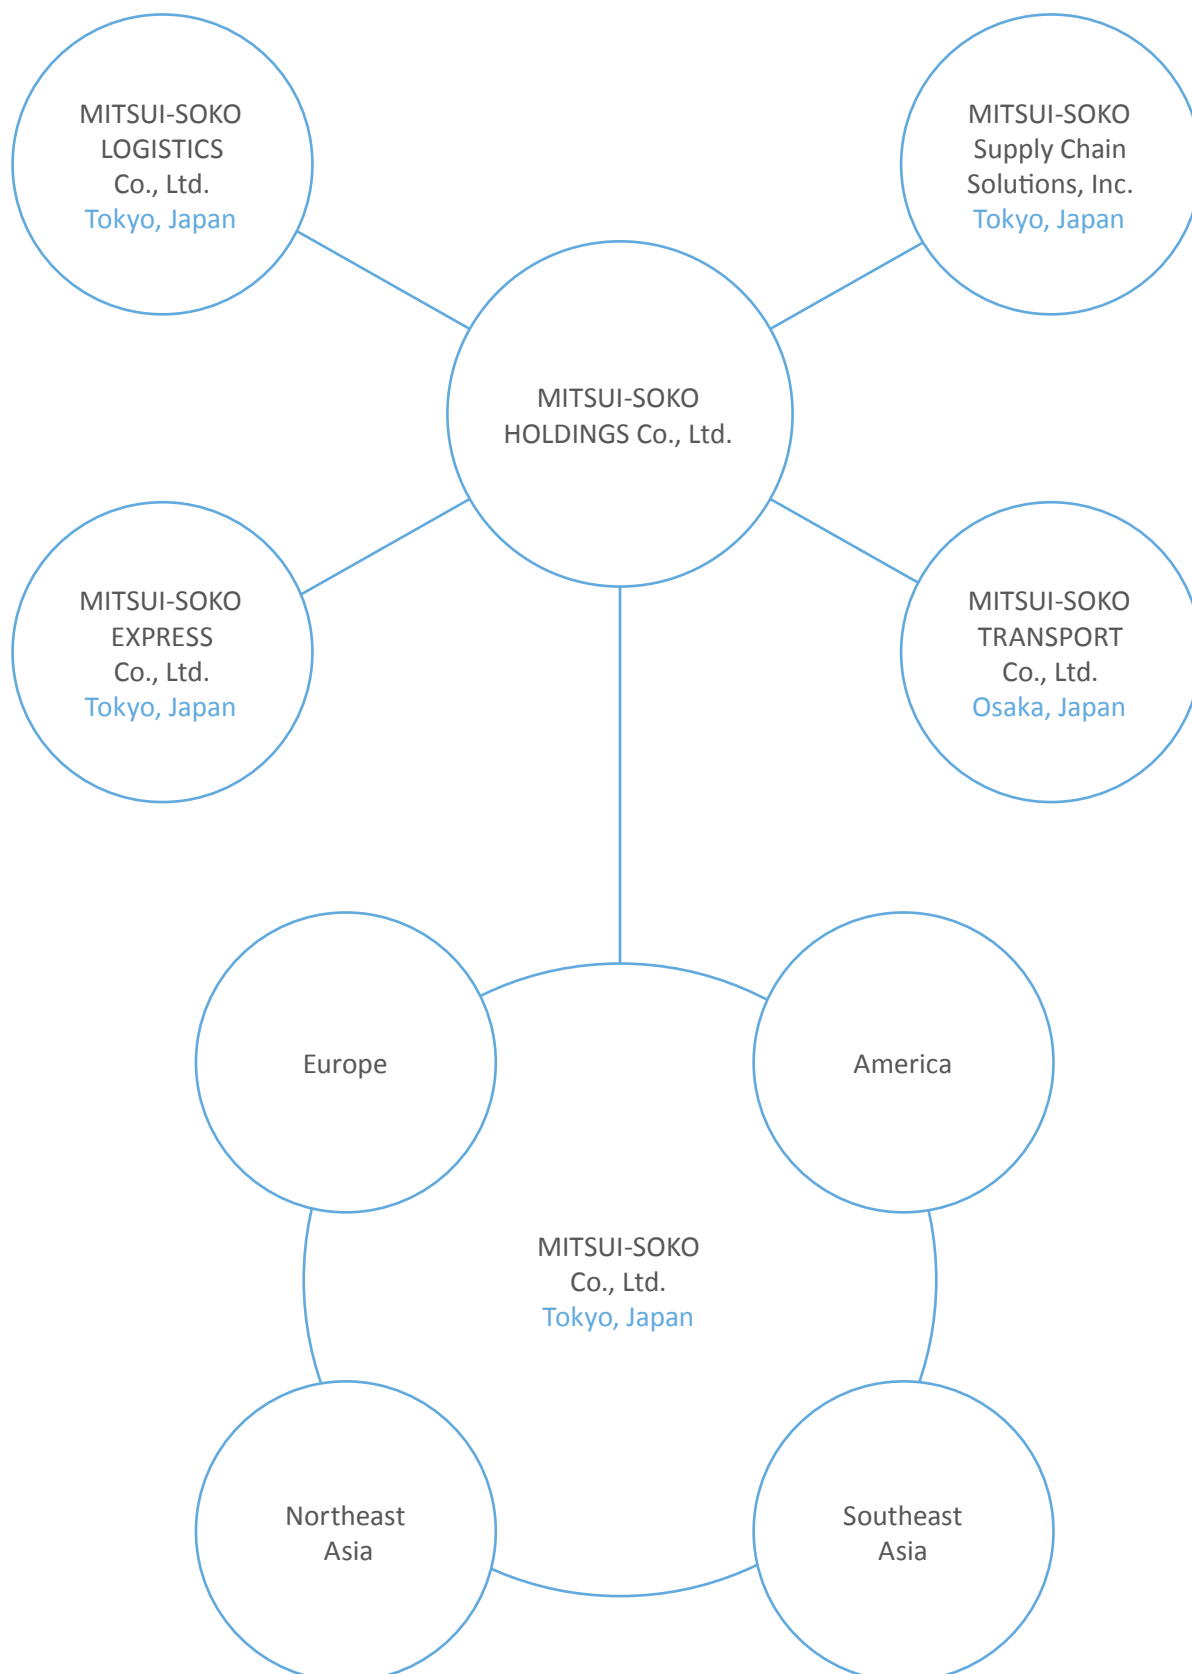 MITSUI-SOKO
LOGISTICS
Co., Ltd.
Tokyo, Japan
MITSUI-SOKO
Supply Chain
Solutions, Inc.
Tokyo, Japan
MITSUI-SOKO
HOLDINGS Co., Ltd.
MITSUI-SOKO
EXPRESS
Co., Ltd.
Tokyo, Japan
MITSUI-SOKO
TRANSPORT
Co., Ltd.
Osaka, Japan
Europe
America
MITSUI-SOKO
Co., Ltd.
Tokyo, Japan
Northeast
Asia
Southeast
Asia